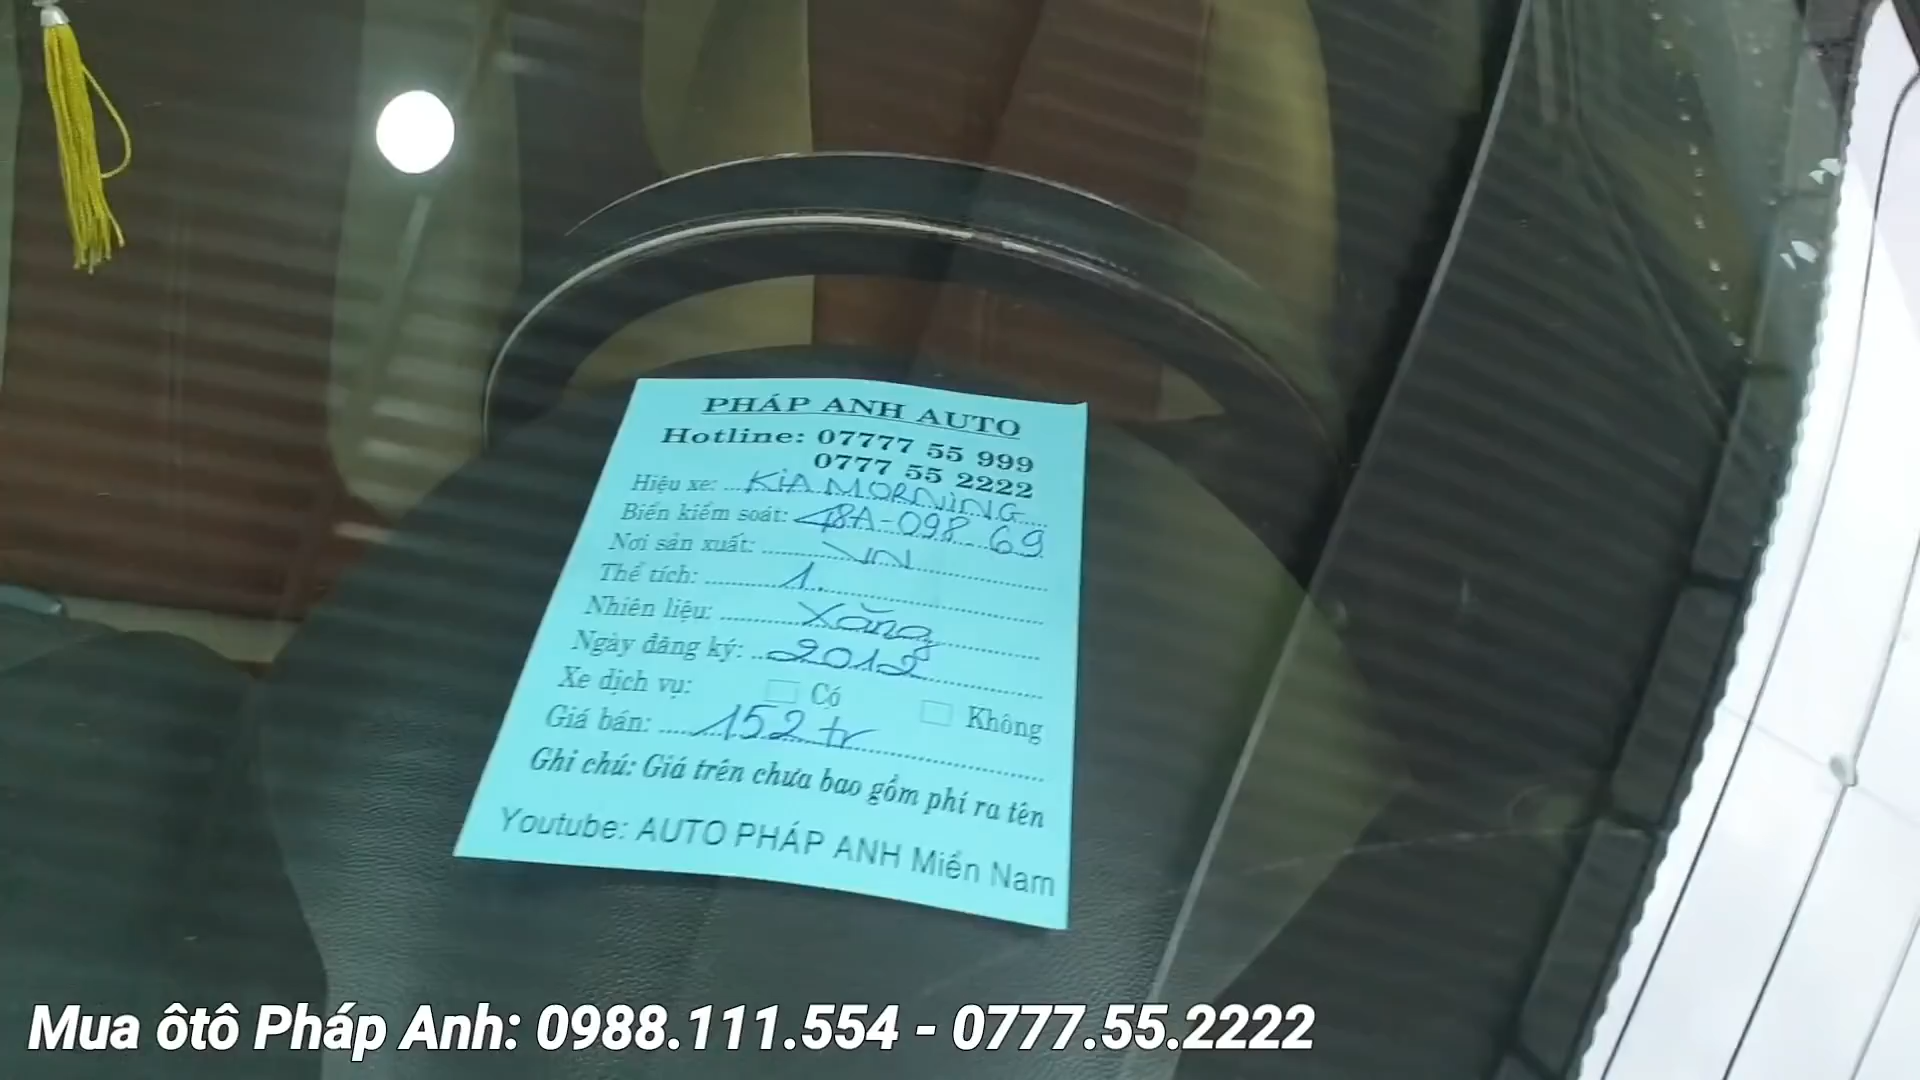 PHÁP ANH AUTO
Hotline: 07777 55 999
0777 55 2222
Hiệu xe: KiA MORNiNG
Biển kiểm soát: 48A-098-69
Nơi sản xuất: VN
Thể tích: 1.
Nhiên liệu: Xăng
Ngày đăng ký: 2012
Xe dịch vụ: Có Không
Giá bán: 152 tr
Ghi chú: Giá trên chưa bao gồm phí ra tên
Youtube: AUTO PHÁP ANH Miền Nam
Mua ôtô Pháp Anh: 0988.111.554 - 0777.55.2222